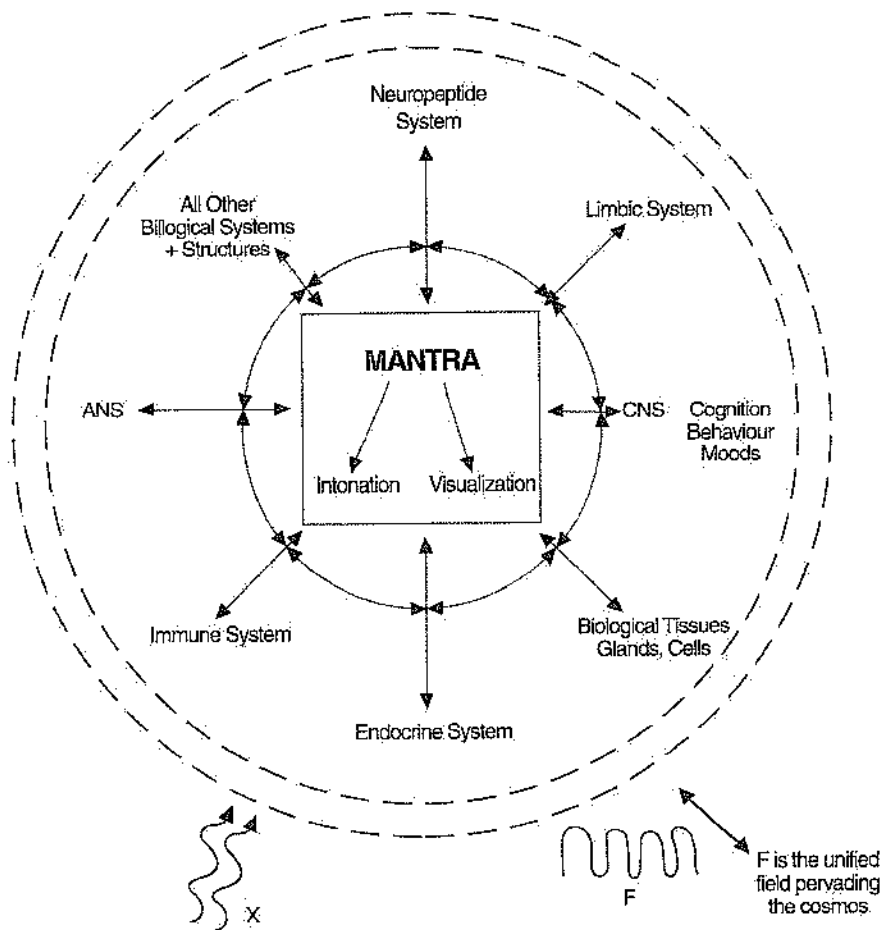 Neuropeptide
System
All Other
Billogical Systems
+ Structures
Limbic System
MANTRA
ANS
CNS
Cognition
Behaviour
Moods
Intonation
Visualization
Immune System
Biological Tissues
Glands, Cells
Endocrine System
X
F
F is the unified
field pervading
the cosmos.